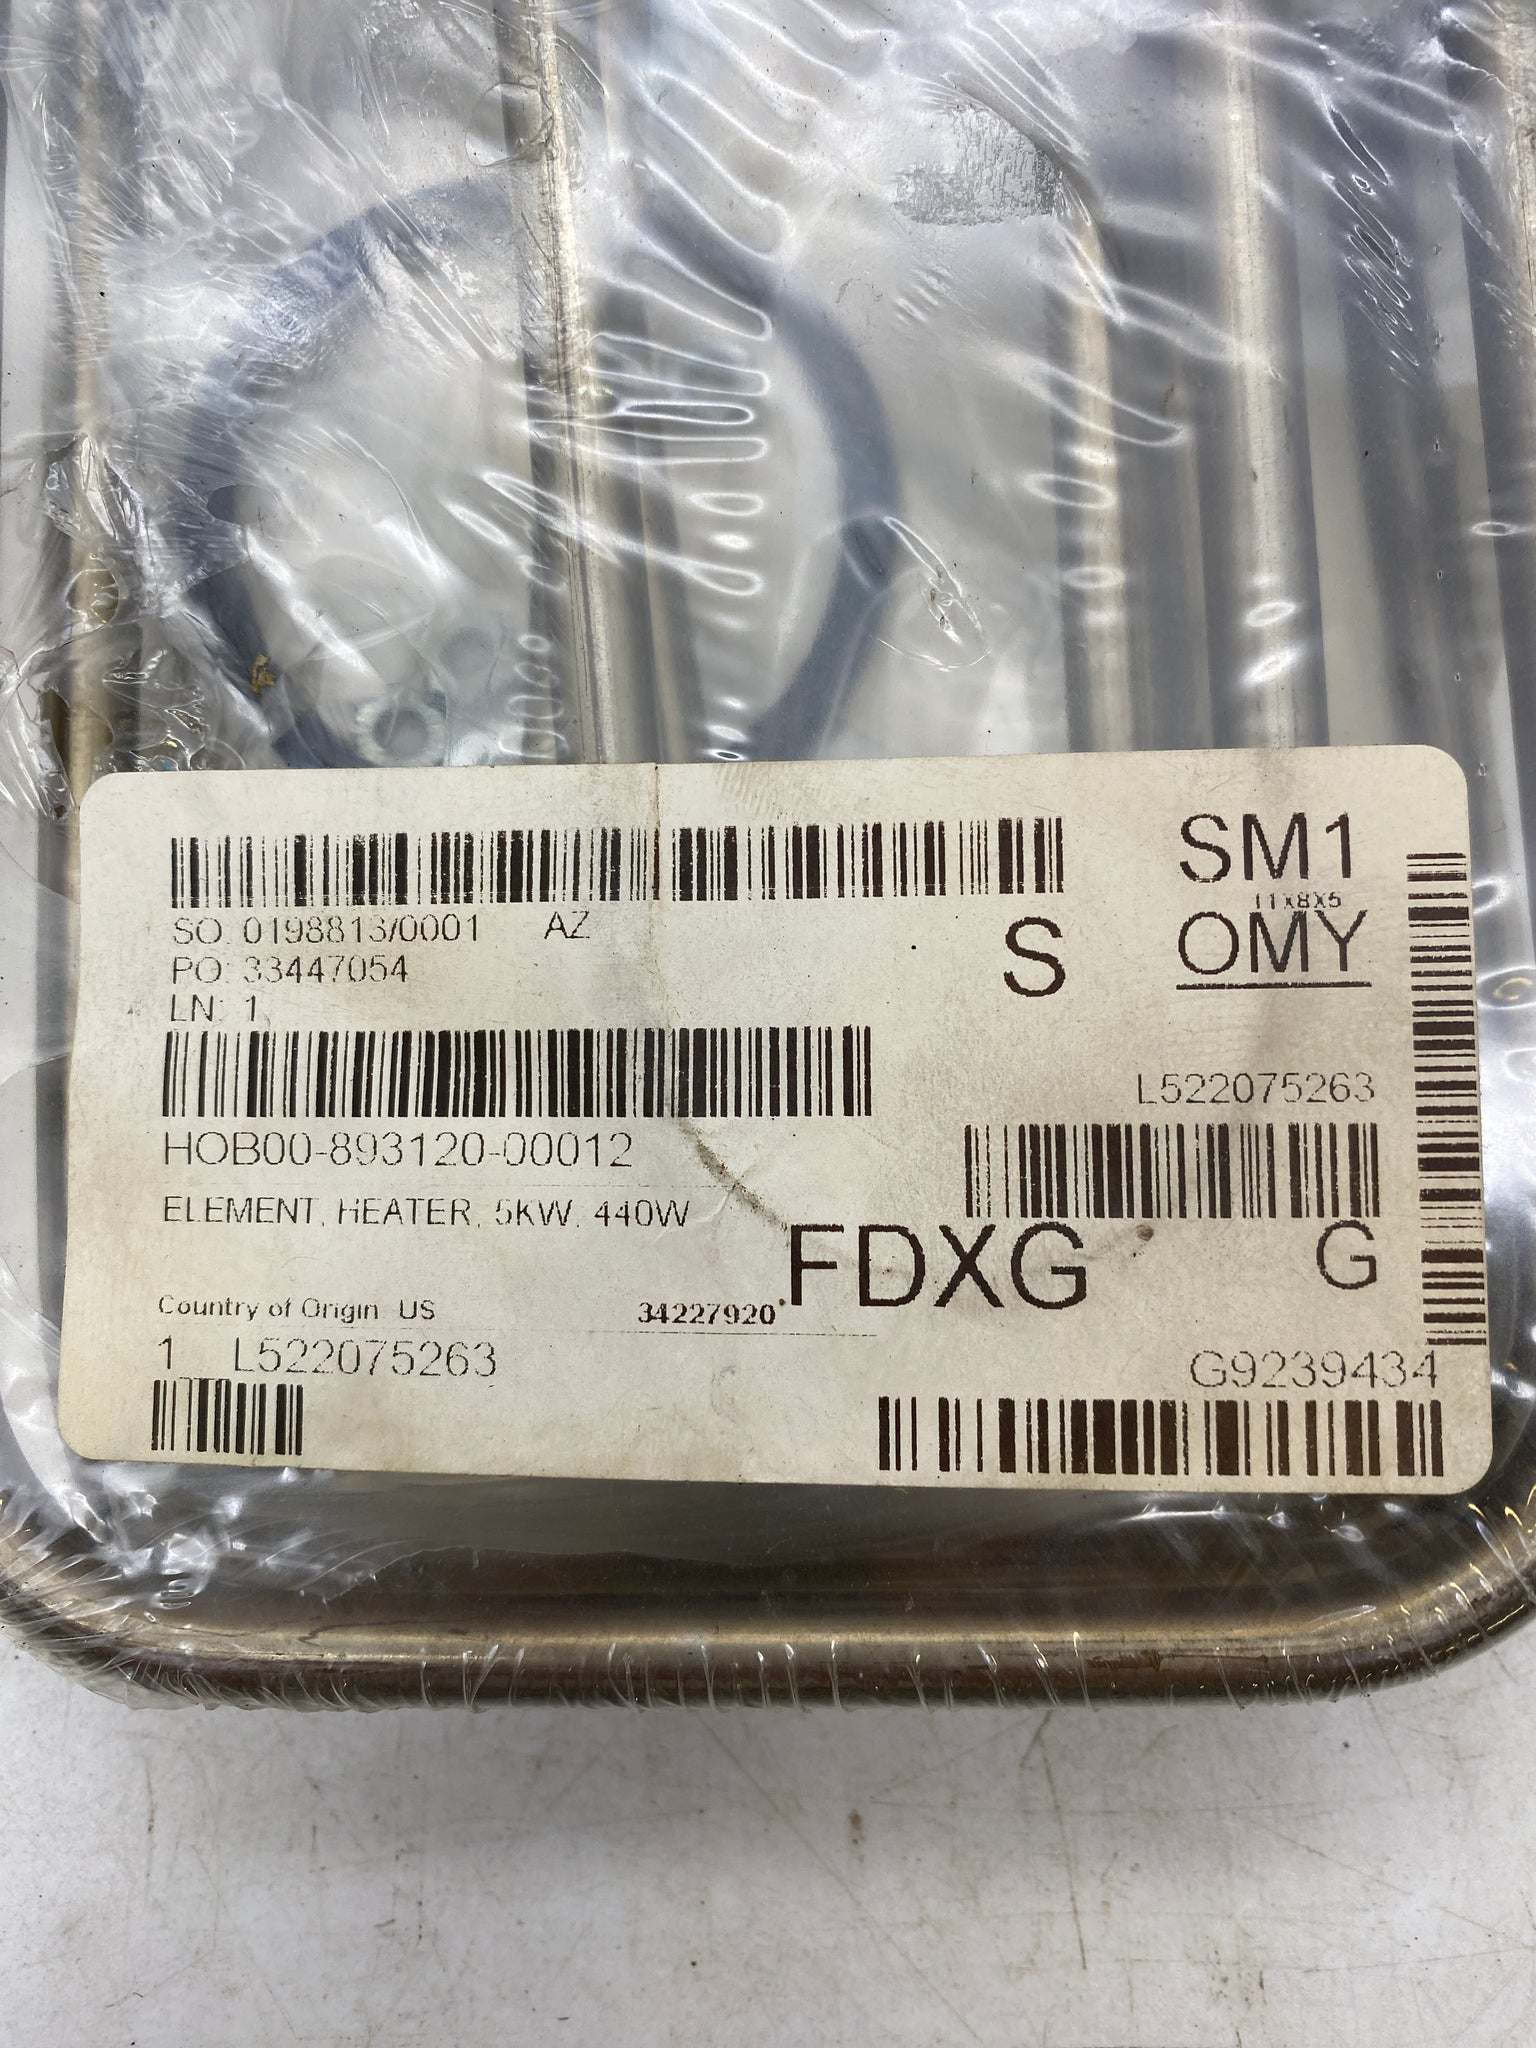 SM1
11X8X5
SO: 0198813/0001 AZ
S
OMY
PO: 33447054
LN: 1
L522075263
HOB00-893120-00012
ELEMENT, HEATER, 5KW, 440W
FDXG
G
Country of Origin US
34227920
1 L522075263
G9239434